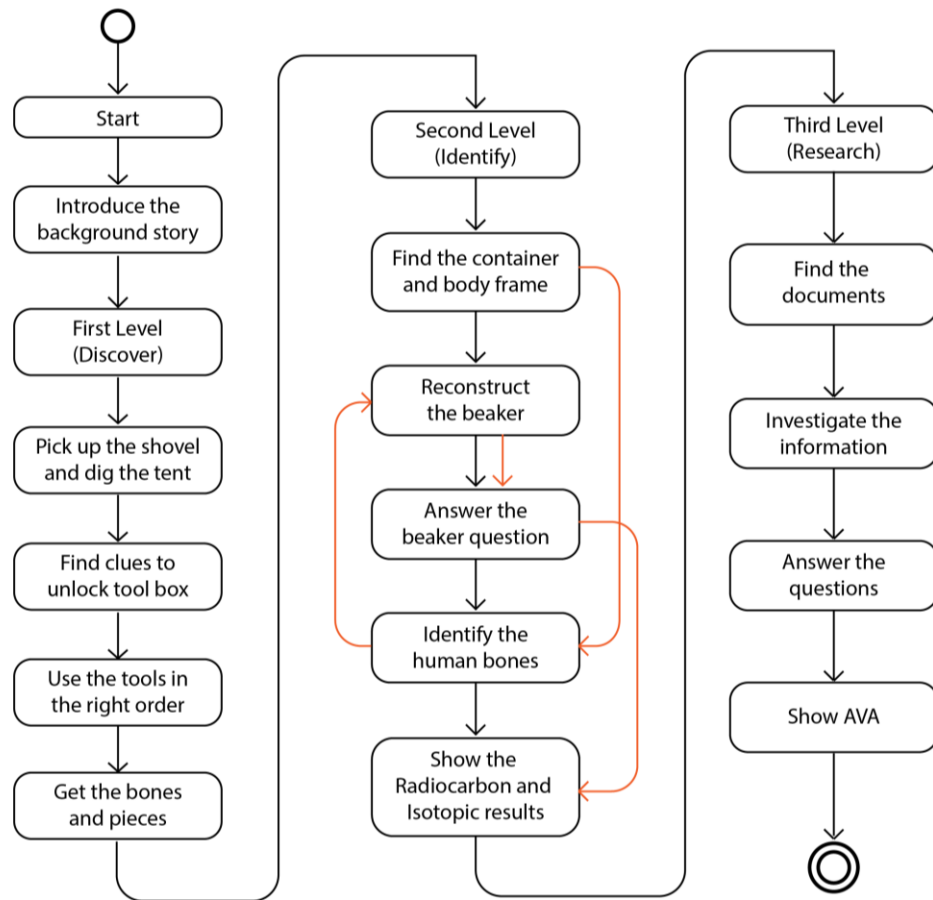 Start
Introduce the
background story
First Level
(Discover)
Pick up the shovel
and dig the tent
Find clues to
unlock tool box
Use the tools in
the right order
Get the bones
and pieces
Second Level
(Identify)
Find the container
and body frame
Reconstruct
the beaker
Answer the
beaker question
Identify the
human bones
Show the
Radiocarbon and
Isotopic results
Third Level
(Research)
Find the
documents
Investigate the
information
Answer the
questions
Show AVA